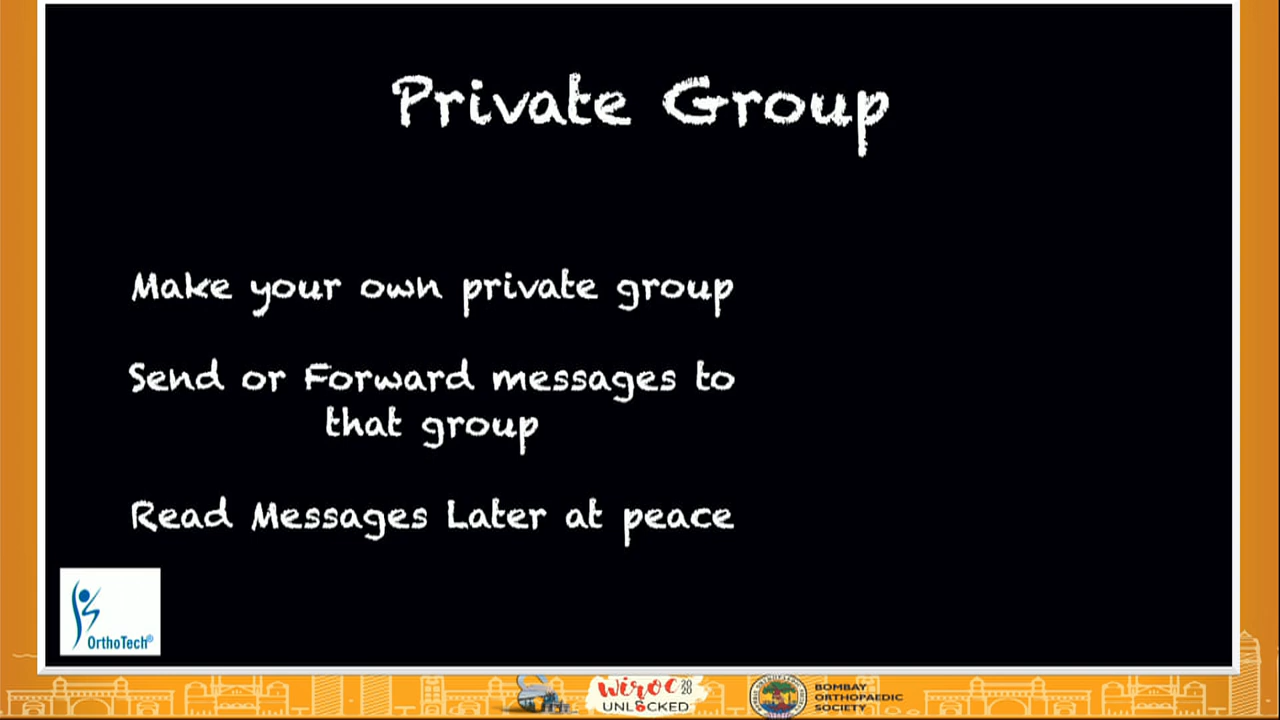 Private Group
Make your own private group
Send or Forward messages to
that group
Read Messages Later at peace
OrthoTech®
WIROC 2020
UNLOCKED
BOMBAY
ORTHOPAEDIC
SOCIETY